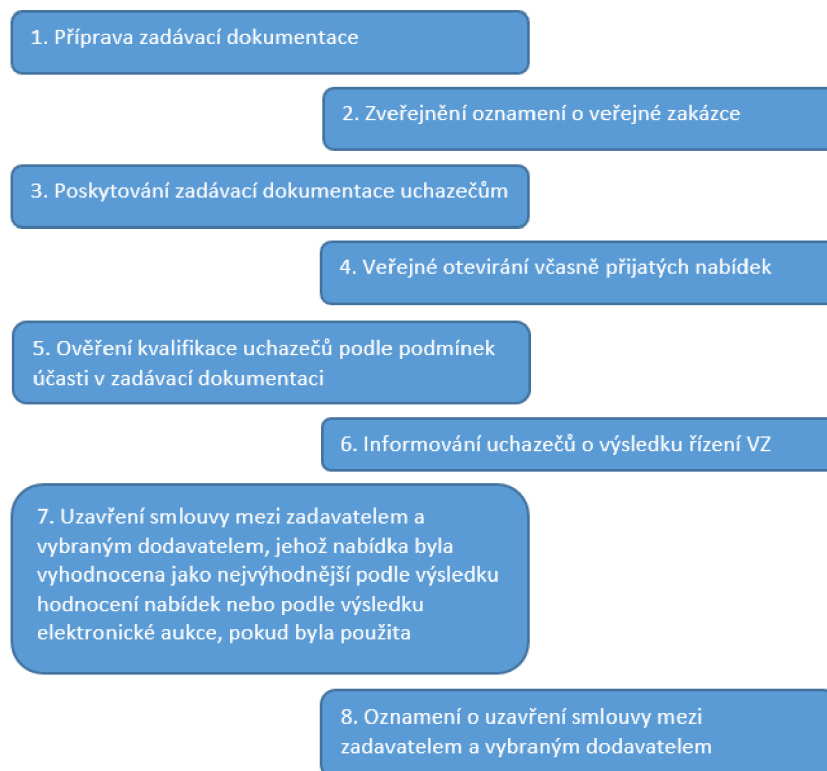 1. Příprava zadávací dokumentace
2. Zveřejnění oznamení o veřejné zakázce
3. Poskytování zadávací dokumentace uchazečům
4. Veřejné otevirání včasně přijatých nabídek
5. Ověření kvalifikace uchazečů podle podmínek
účasti v zadávací dokumentaci
6. Informování uchazečů o výsledku řízení VZ
7. Uzavření smlouvy mezi zadavatelem a
vybraným dodavatelem, jehož nabídka byla
vyhodnocena jako nejvýhodnější podle výsledku
hodnocení nabídek nebo podle výsledku
elektronické aukce, pokud byla použita
8. Oznamení o uzavření smlouvy mezi
zadavatelem a vybraným dodavatelem